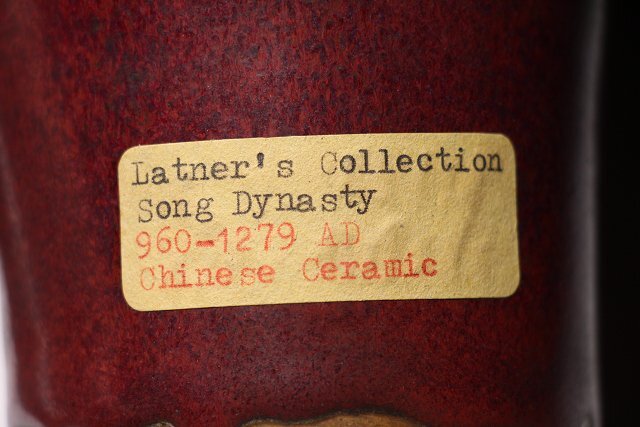 Latner's Collection
Song Dynasty
960-1279 AD
Chinese Ceramic